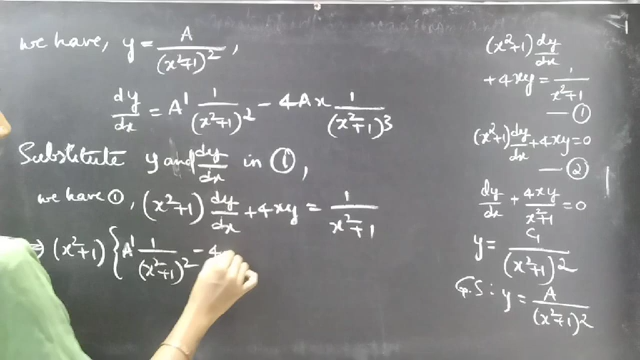 we have, y = A/(x²+1)²,
dy/dx = A' 1/(x²+1)² - 4Ax 1/(x²+1)³
Substitute y and dy/dx in ①,
we have ①, (x²+1) dy/dx + 4xy = 1/(x²+1)
⇒ (x²+1) { A' 1/(x²+1)² - 4
(x²+1) dy/dx
+ 4xy = 1/(x²+1)
— ①
(x²+1) dy/dx + 4xy = 0
— ②
dy/dx + 4xy/(x²+1) = 0
y = C₁/(x²+1)²
GS: y = A/(x²+1)²